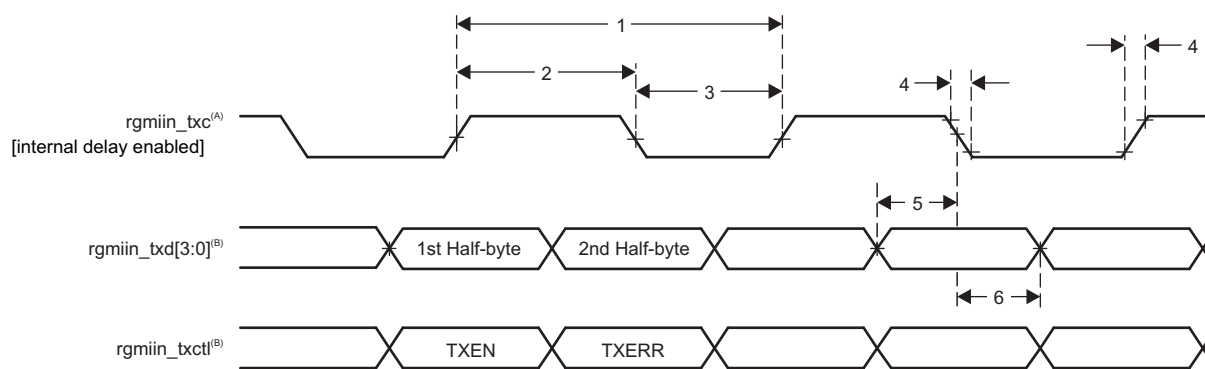 1
4
2
3
4
rgmiin_txc(A)
[internal delay enabled]
5
rgmiin_txd[3:0](B)
1st Half-byte
2nd Half-byte
6
rgmiin_txctl(B)
TXEN
TXERR